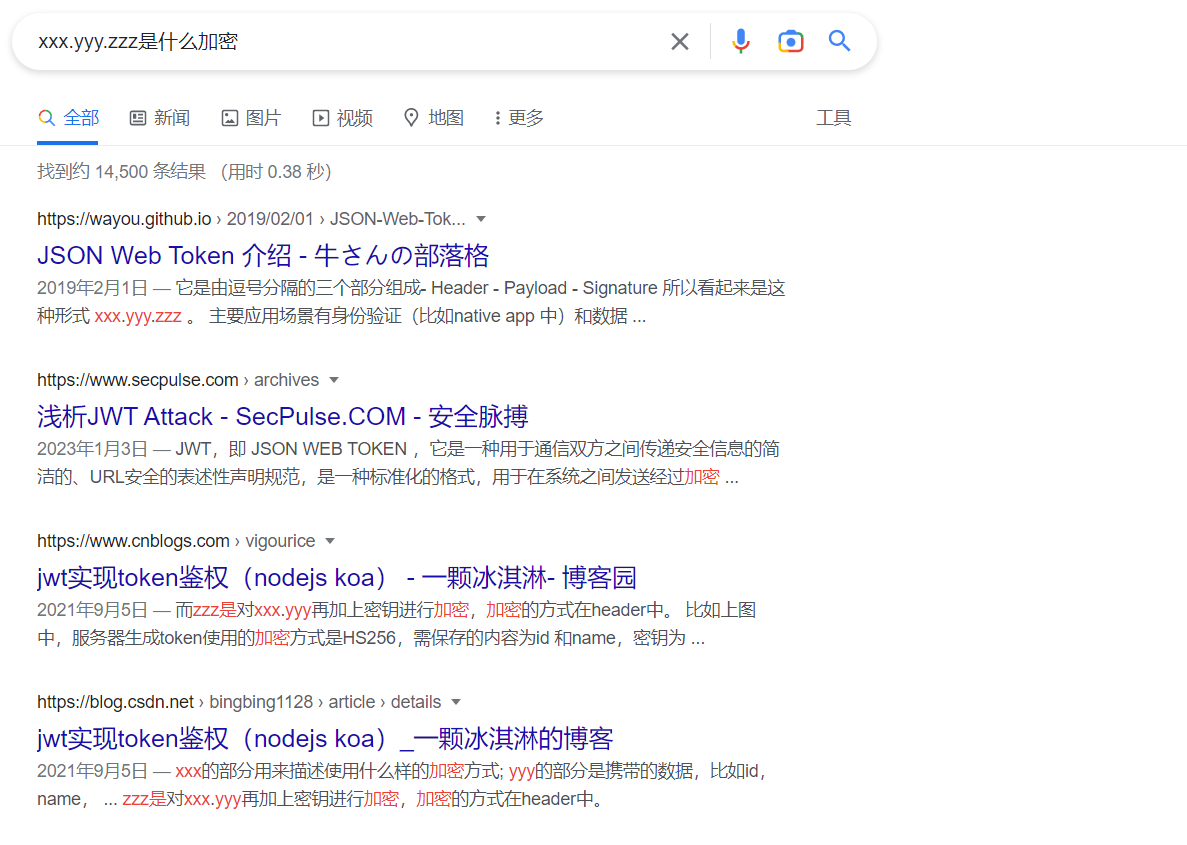 xxx.yyy.zzz是什么加密
全部 新闻 图片 视频 地图 更多 工具
找到约 14,500 条结果 （用时 0.38 秒）
https://wayou.github.io › 2019/02/01 › JSON-Web-Tok...
JSON Web Token 介绍 - 牛さんの部落格
2019年2月1日 — 它是由逗号分隔的三个部分组成- Header - Payload - Signature 所以看起来是这
种形式 xxx.yyy.zzz 。 主要应用场景有身份验证（比如native app 中）和数据 ...
https://www.secpulse.com › archives
浅析JWT Attack - SecPulse.COM - 安全脉搏
2023年1月3日 — JWT，即 JSON WEB TOKEN ，它是一种用于通信双方之间传递安全信息的简
洁的、URL安全的表述性声明规范，是一种标准化的格式，用于在系统之间发送经过加密 ...
https://www.cnblogs.com › vigourice
jwt实现token鉴权（nodejs koa） - 一颗冰淇淋- 博客园
2021年9月5日 — 而zzz是对xxx.yyy再加上密钥进行加密，加密的方式在header中。 比如上图
中，服务器生成token使用的加密方式是HS256，需保存的内容为id 和name，密钥为 ...
https://blog.csdn.net › bingbing1128 › article › details
jwt实现token鉴权（nodejs koa）_一颗冰淇淋的博客
2021年9月5日 — xxx的部分用来描述使用什么样的加密方式; yyy的部分是携带的数据，比如id，
name， ... zzz是对xxx.yyy再加上密钥进行加密，加密的方式在header中。